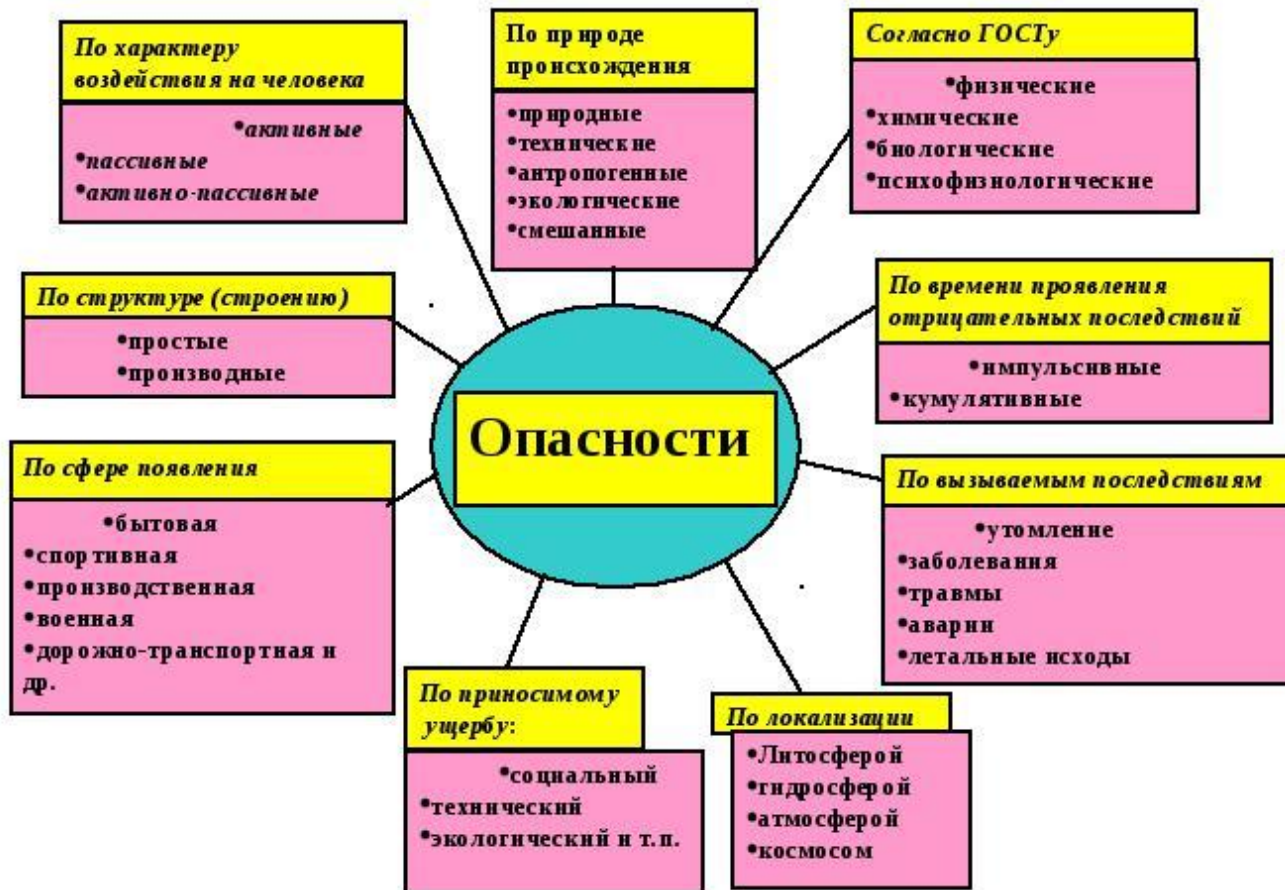 По характеру
воздействия на человека
•активные
•пассивные
•активно-пассивные
По природе
происхождения
•природные
•технические
•антропогенные
•экологические
•смешанные
Согласно ГОСТу
•физические
•химические
•биологические
•психофизнологические
По структуре (строению)
•простые
•производные
По времени проявления
отрицательных последствий
•импульсивные
•кумулятивные
Опасности
По сфере появления
•бытовая
•спортивная
•производственная
•военная
•дорожно-транспортная и
др.
По вызываемым последствиям
•утомление
•заболевания
•травмы
•аварии
•летальные исходы
По приносимому
ущербу:
•социальный
•технический
•экологический и т.п.
По локализации
•Литосферой
•гидросферой
•атмосферой
•космосом